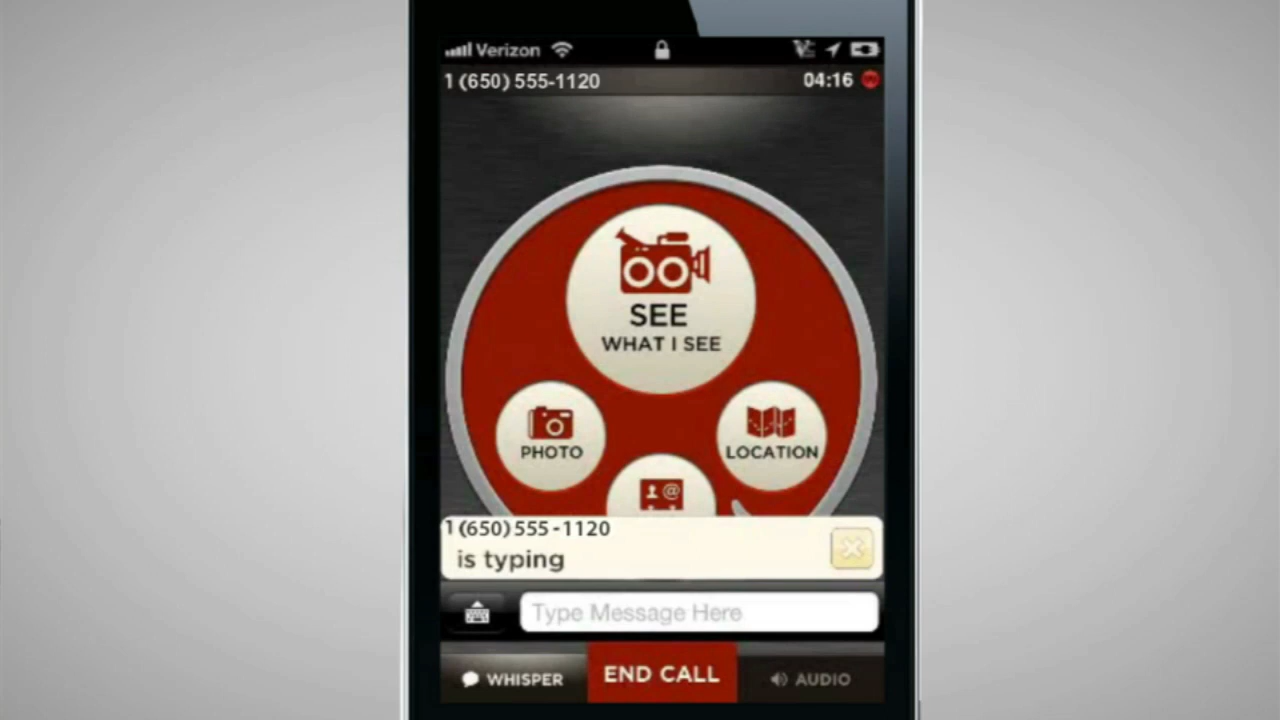 Verizon
1 (650) 555-1120 04:16
SEE
WHAT I SEE
PHOTO
LOCATION
1 (650) 555-1120
is typing
Type Message Here
WHISPER
END CALL
AUDIO